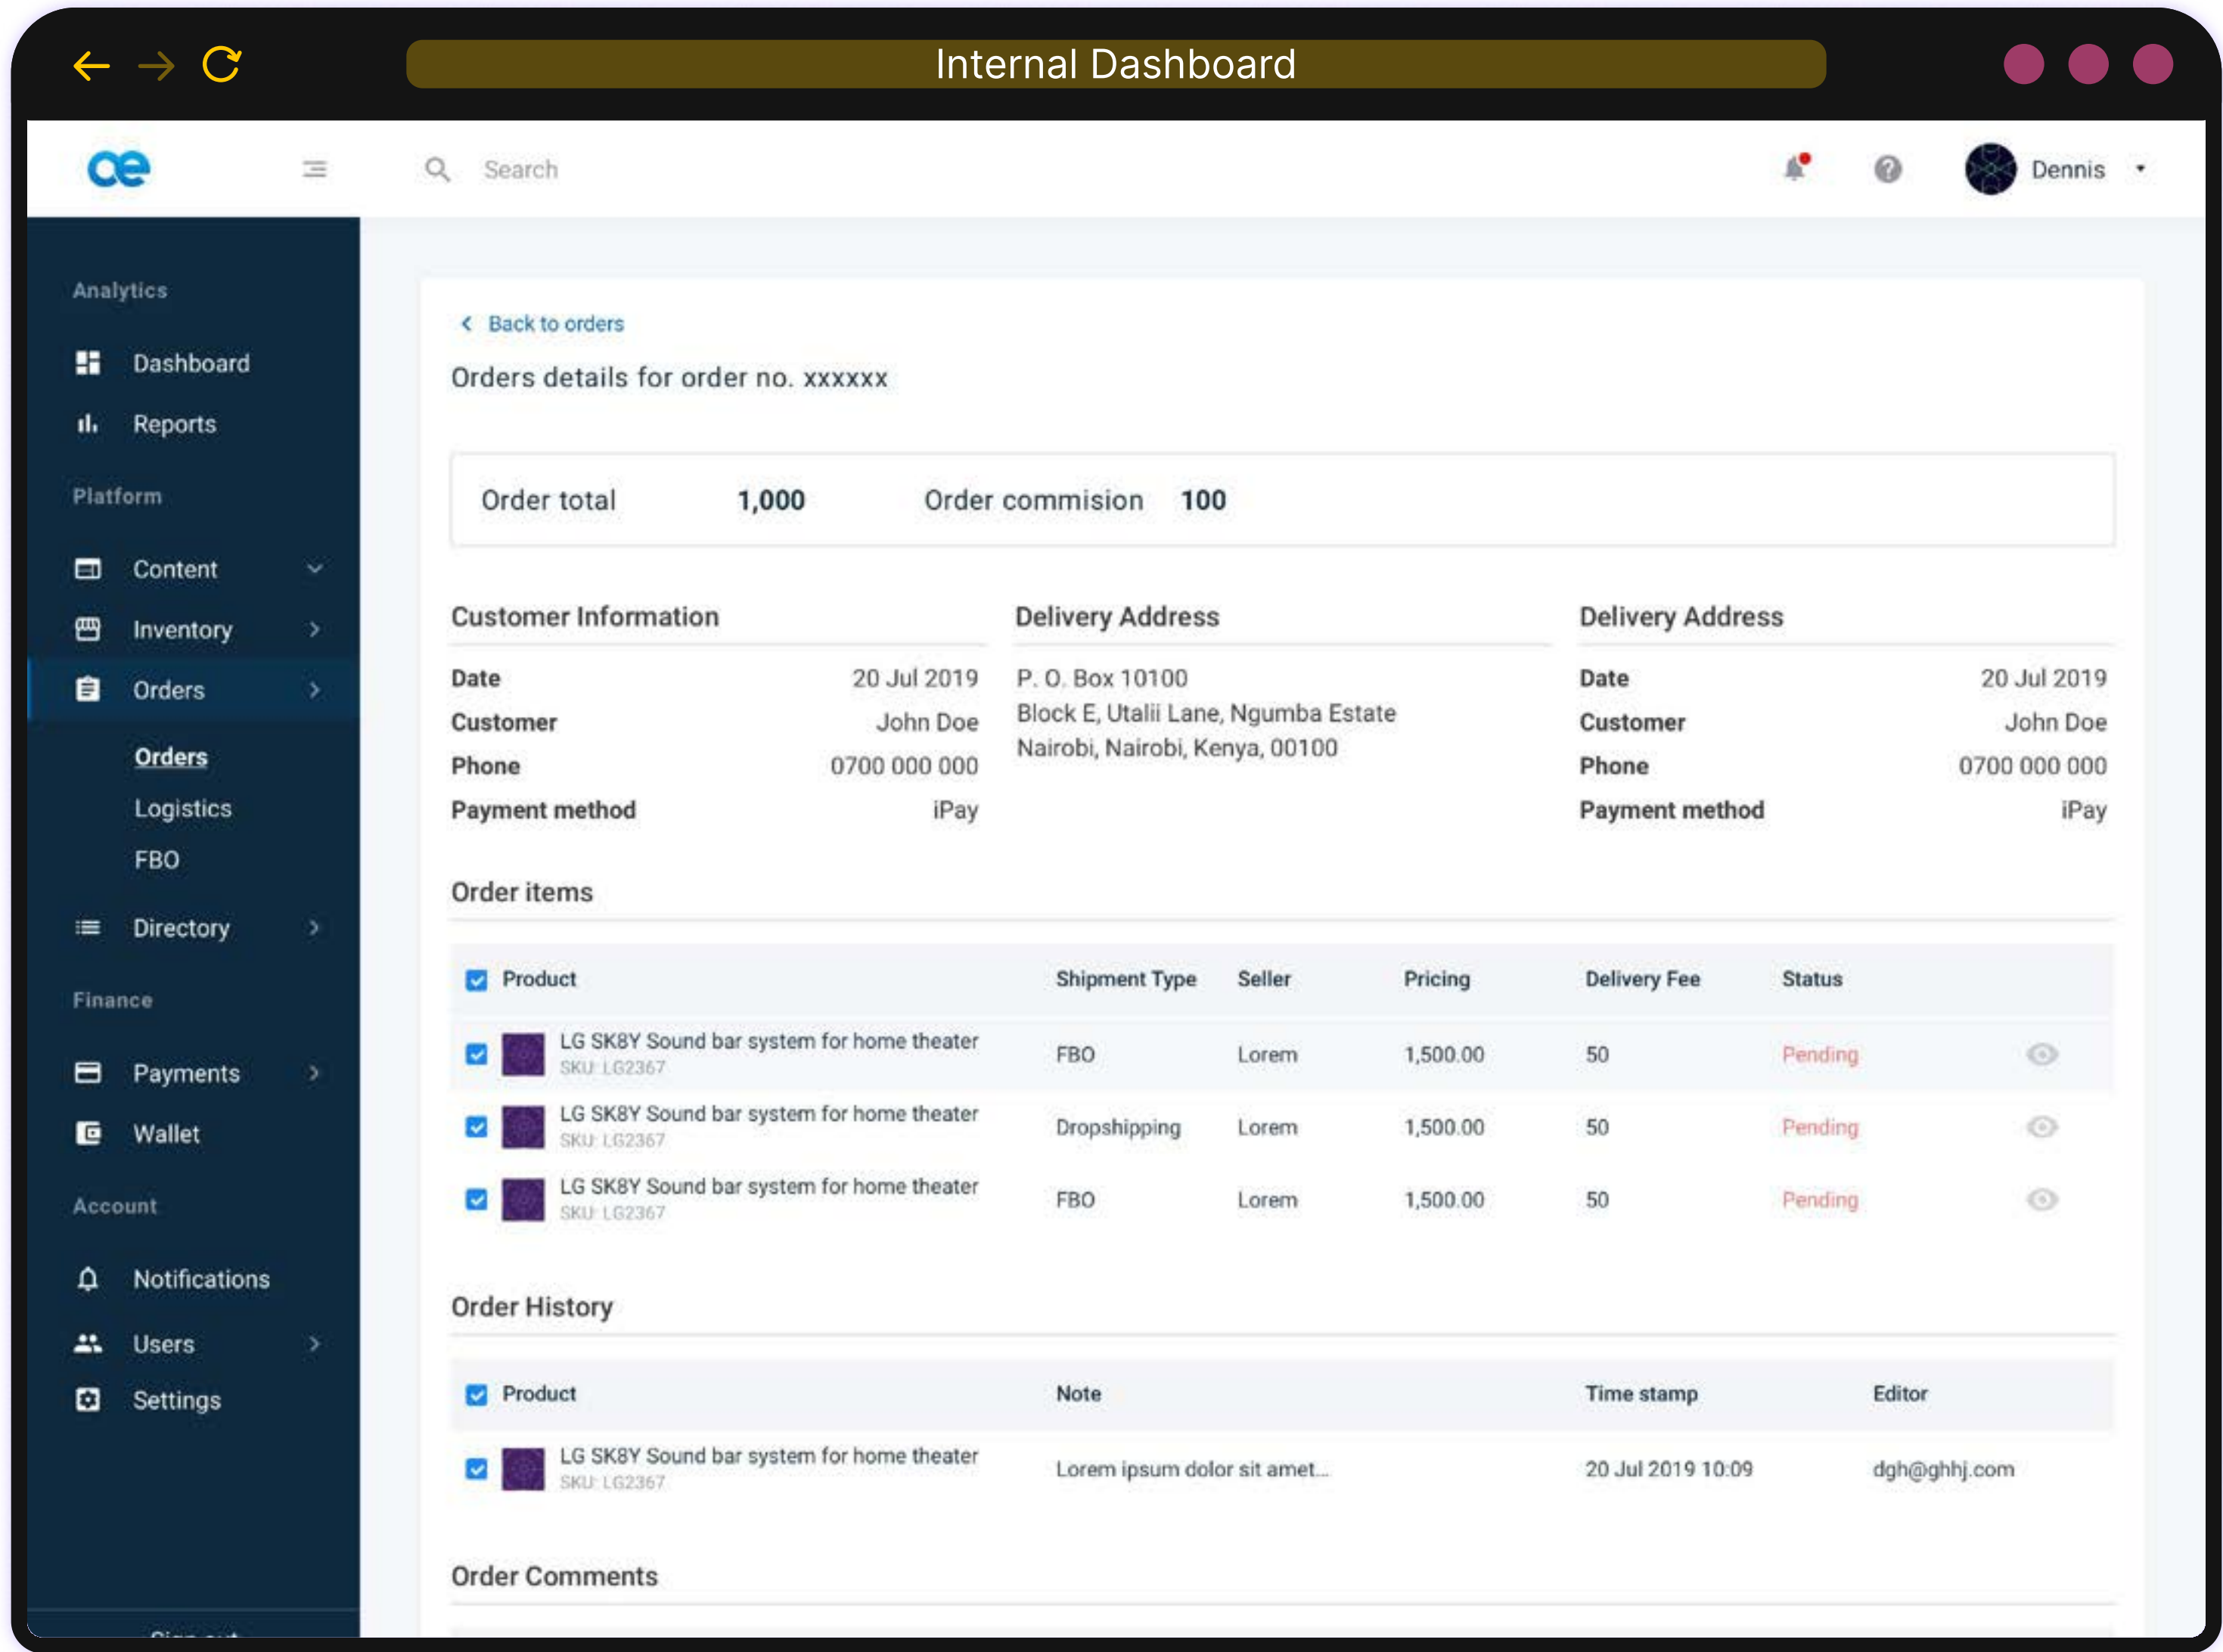 Internal Dashboard
œ
Search
Dennis
Analytics
Dashboard
Reports
Platform
Content
Inventory
Orders
Orders
Logistics
FBO
Directory
Finance
Payments
Wallet
Account
Notifications
Users
Settings
Sign out
Back to orders
Orders details for order no. xxxxxx
Order total 1,000 Order commision 100
Customer Information
Date 20 Jul 2019
Customer John Doe
Phone 0700 000 000
Payment method iPay
Delivery Address
P. O. Box 10100
Block E, Utalii Lane, Ngumba Estate
Nairobi, Nairobi, Kenya, 00100
Delivery Address
Date 20 Jul 2019
Customer John Doe
Phone 0700 000 000
Payment method iPay
Order items
Product Shipment Type Seller Pricing Delivery Fee Status
LG SK8Y Sound bar system for home theater
SKU: LG2367
FBO Lorem 1,500.00 50 Pending
LG SK8Y Sound bar system for home theater
SKU: LG2367
Dropshipping Lorem 1,500.00 50 Pending
LG SK8Y Sound bar system for home theater
SKU: LG2367
FBO Lorem 1,500.00 50 Pending
Order History
Product Note Time stamp Editor
LG SK8Y Sound bar system for home theater
SKU: LG2367
Lorem ipsum dolor sit amet... 20 Jul 2019 10:09 dgh@ghhj.com
Order Comments